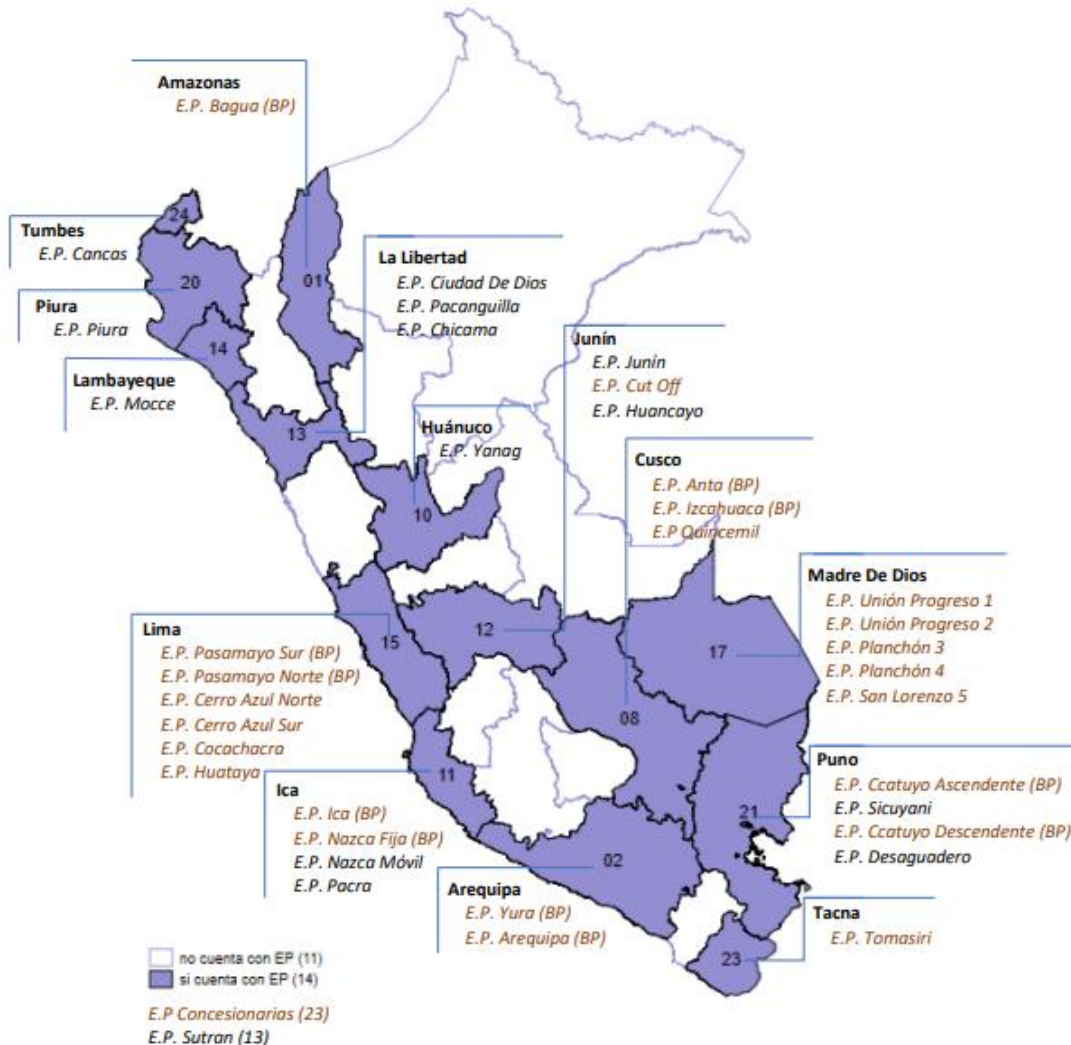 Amazonas
E.P. Bagua (BP)
Tumbes
E.P. Cancas
Piura
E.P. Piura
Lambayeque
E.P. Mocce
La Libertad
E.P. Ciudad De Dios
E.P. Pacanguilla
E.P. Chicama
Huánuco
E.P. Yanag
Junín
E.P. Junín
E.P. Cut Off
E.P. Huancayo
Cusco
E.P. Anta (BP)
E.P. Izcahuaca (BP)
E.P Quincemil
Madre De Dios
E.P. Unión Progreso 1
E.P. Unión Progreso 2
E.P. Planchón 3
E.P. Planchón 4
E.P. San Lorenzo 5
Lima
E.P. Pasamayo Sur (BP)
E.P. Pasamayo Norte (BP)
E.P. Cerro Azul Norte
E.P. Cerro Azul Sur
E.P. Cocachacra
E.P. Huataya
Ica
E.P. Ica (BP)
E.P. Nazca Fija (BP)
E.P. Nazca Móvil
E.P. Pacra
Arequipa
E.P. Yura (BP)
E.P. Arequipa (BP)
Puno
E.P. Ccatuyo Ascendente (BP)
E.P. Sicuyani
E.P. Ccatuyo Descendente (BP)
E.P. Desaguadero
Tacna
E.P. Tomasiri
24
20
01
14
13
10
12
15
17
08
11
21
02
23
no cuenta con EP (11)
si cuenta con EP (14)
E.P Concesionarias (23)
E.P. Sutran (13)